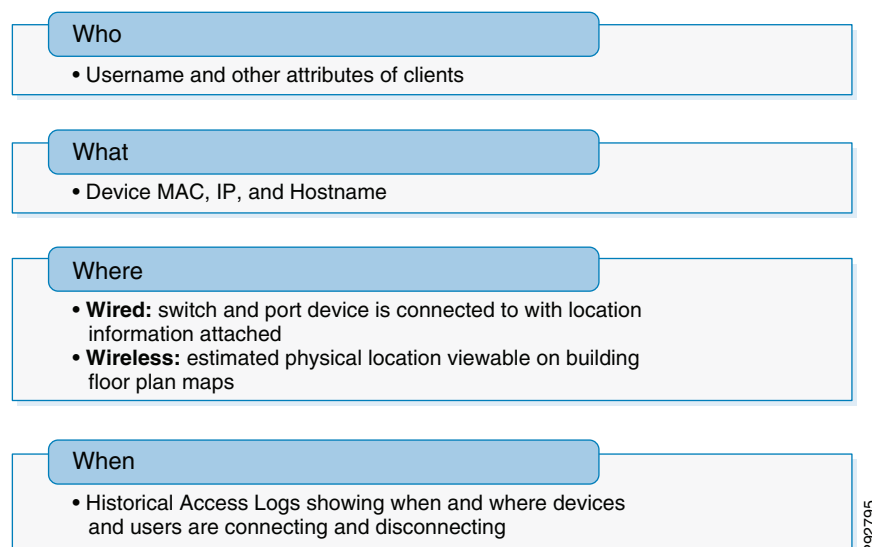 Who
• Username and other attributes of clients
What
• Device MAC, IP, and Hostname
Where
• Wired: switch and port device is connected to with location
information attached
• Wireless: estimated physical location viewable on building
floor plan maps
When
• Historical Access Logs showing when and where devices
and users are connecting and disconnecting
292795